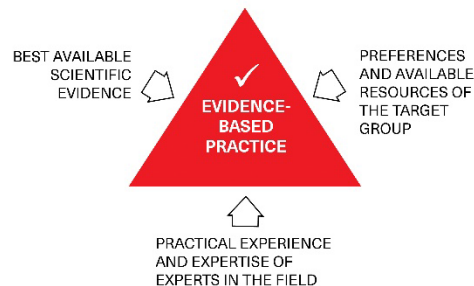 BEST AVAILABLE
SCIENTIFIC
EVIDENCE
✓
EVIDENCE-
BASED
PRACTICE
PREFERENCES
AND AVAILABLE
RESOURCES OF
THE TARGET
GROUP
PRACTICAL EXPERIENCE
AND EXPERTISE OF
EXPERTS IN THE FIELD